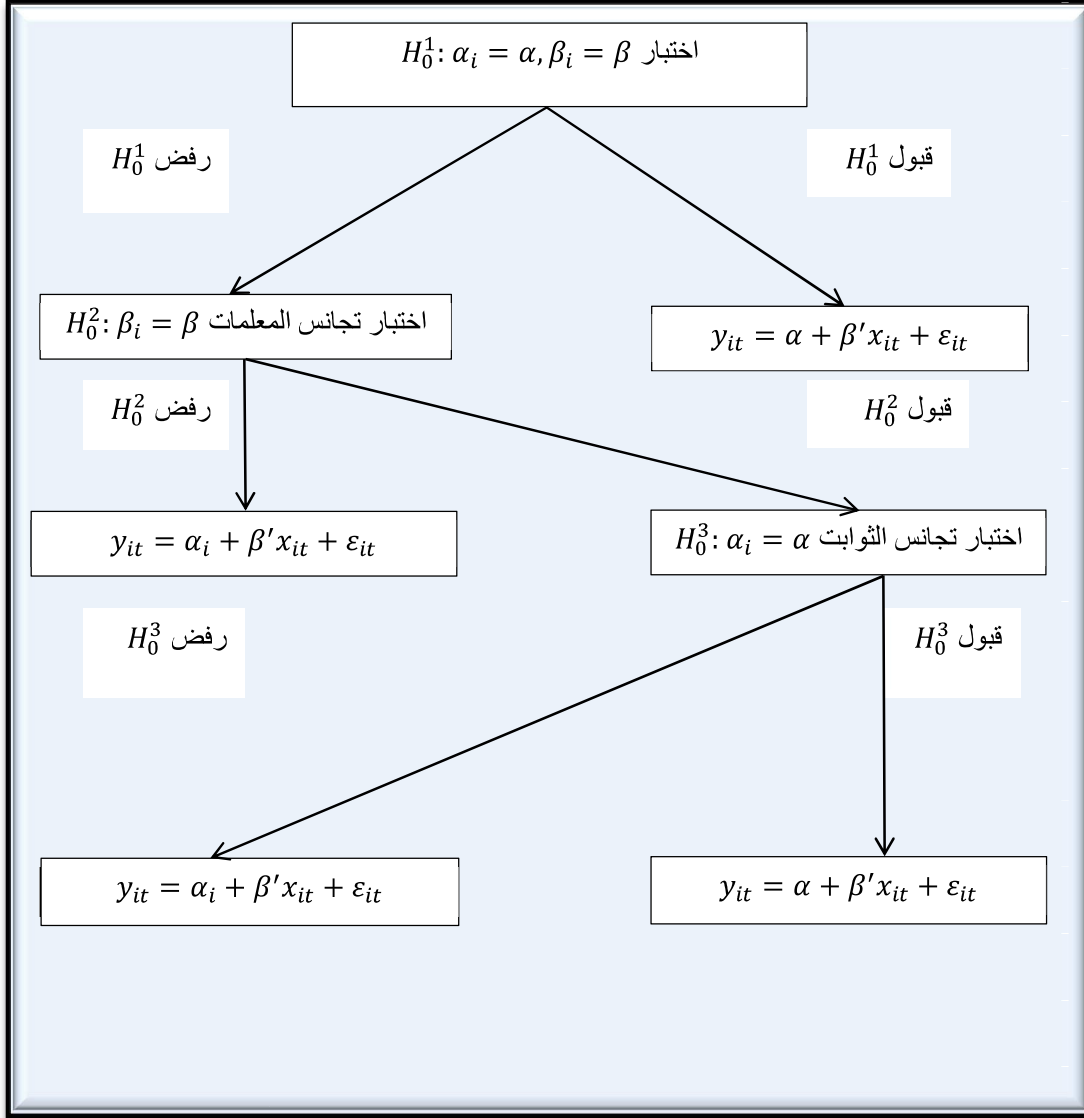 اختبار $H_0^1: \alpha_i = \alpha, \beta_i = \beta$
قبول $H_0^1$
رفض $H_0^1$
$y_{it} = \alpha + \beta' x_{it} + \varepsilon_{it}$
اختبار تجانس المعلمات $H_0^2: \beta_i = \beta$
قبول $H_0^2$
رفض $H_0^2$
اختبار تجانس الثوابت $H_0^3: \alpha_i = \alpha$
$y_{it} = \alpha_i + \beta' x_{it} + \varepsilon_{it}$
قبول $H_0^3$
رفض $H_0^3$
$y_{it} = \alpha + \beta' x_{it} + \varepsilon_{it}$
$y_{it} = \alpha_i + \beta' x_{it} + \varepsilon_{it}$